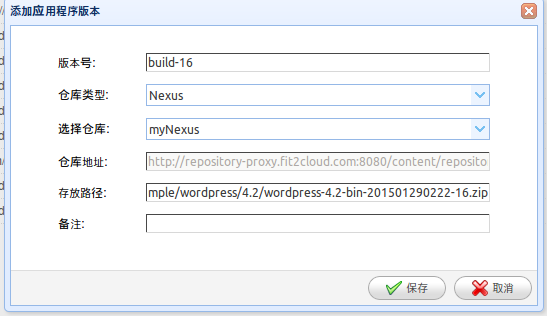 添加应用程序版本
版本号: build-16
仓库类型: Nexus
选择仓库: myNexus
仓库地址: http://repository-proxy.fit2cloud.com:8080/content/reposito
存放路径: mple/wordpress/4.2/wordpress-4.2-bin-201501290222-16.zip
备注:
保存 取消